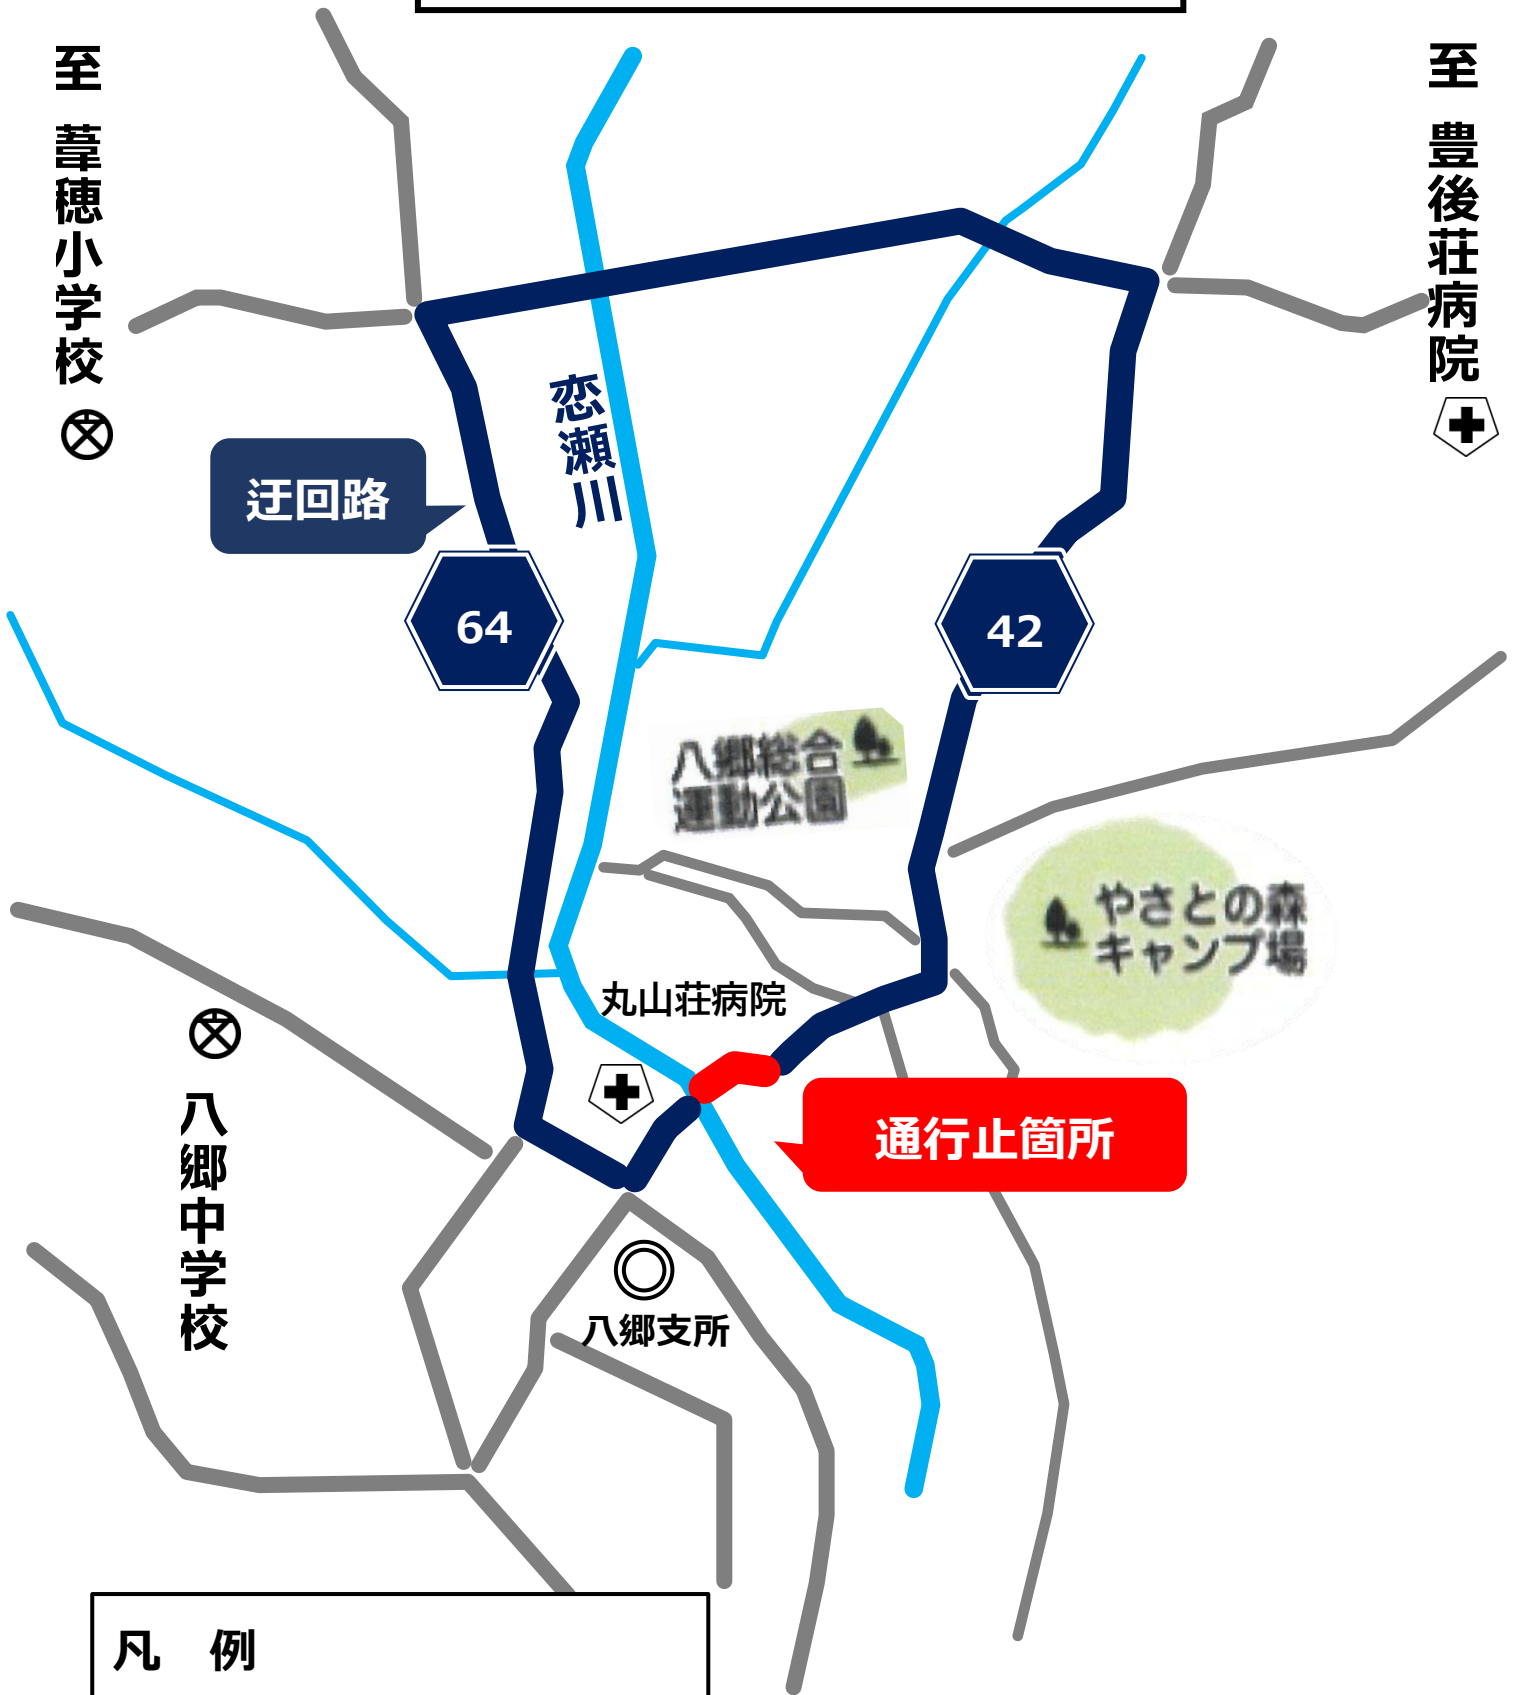 至 葦穂小学校
至 豊後荘病院
恋瀬川
迂回路
64
42
八郷総合
運動公園
やさとの森
キャンプ場
丸山荘病院
通行止箇所
八郷中学校
八郷支所
凡 例